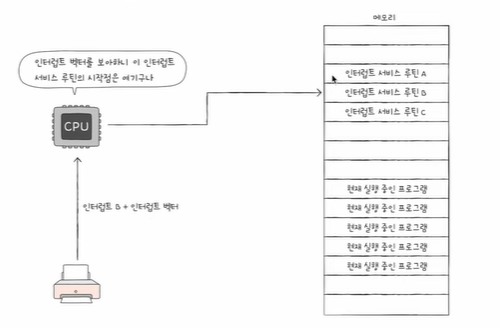 메모리
인터럽트 벡터를 보아하니 이 인터럽트
서비스 루틴의 시작점은 여기구나
CPU
인터럽트 B + 인터럽트 벡터
인터럽트 서비스 루틴 A
인터럽트 서비스 루틴 B
인터럽트 서비스 루틴 C
현재 실행 중인 프로그램
현재 실행 중인 프로그램
현재 실행 중인 프로그램
현재 실행 중인 프로그램
현재 실행 중인 프로그램